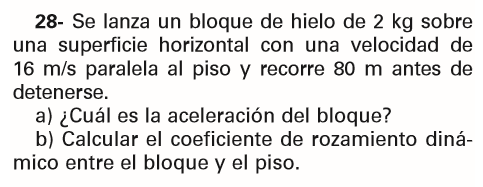 28- Se lanza un bloque de hielo de 2 kg sobre
una superficie horizontal con una velocidad de
16 m/s paralela al piso y recorre 80 m antes de
detenerse.
a) ¿Cuál es la aceleración del bloque?
b) Calcular el coeficiente de rozamiento diná-
mico entre el bloque y el piso.